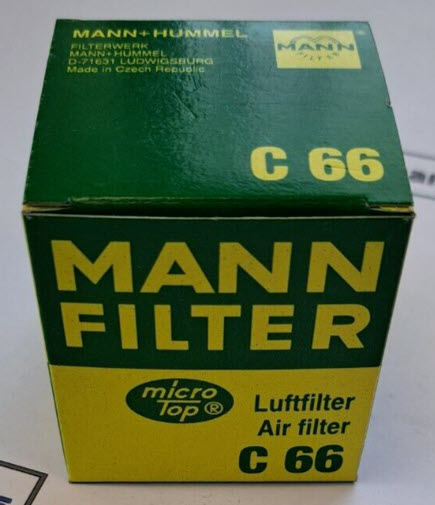 MANN+HUMMEL
FILTERWERK
MANN+HUMMEL
D-71631 LUDWIGSBURG
Made in Czech Republic
MANN
FILTER
®
C 66
MANN
FILTER
micro
Top®
Luftfilter
Air filter
C 66